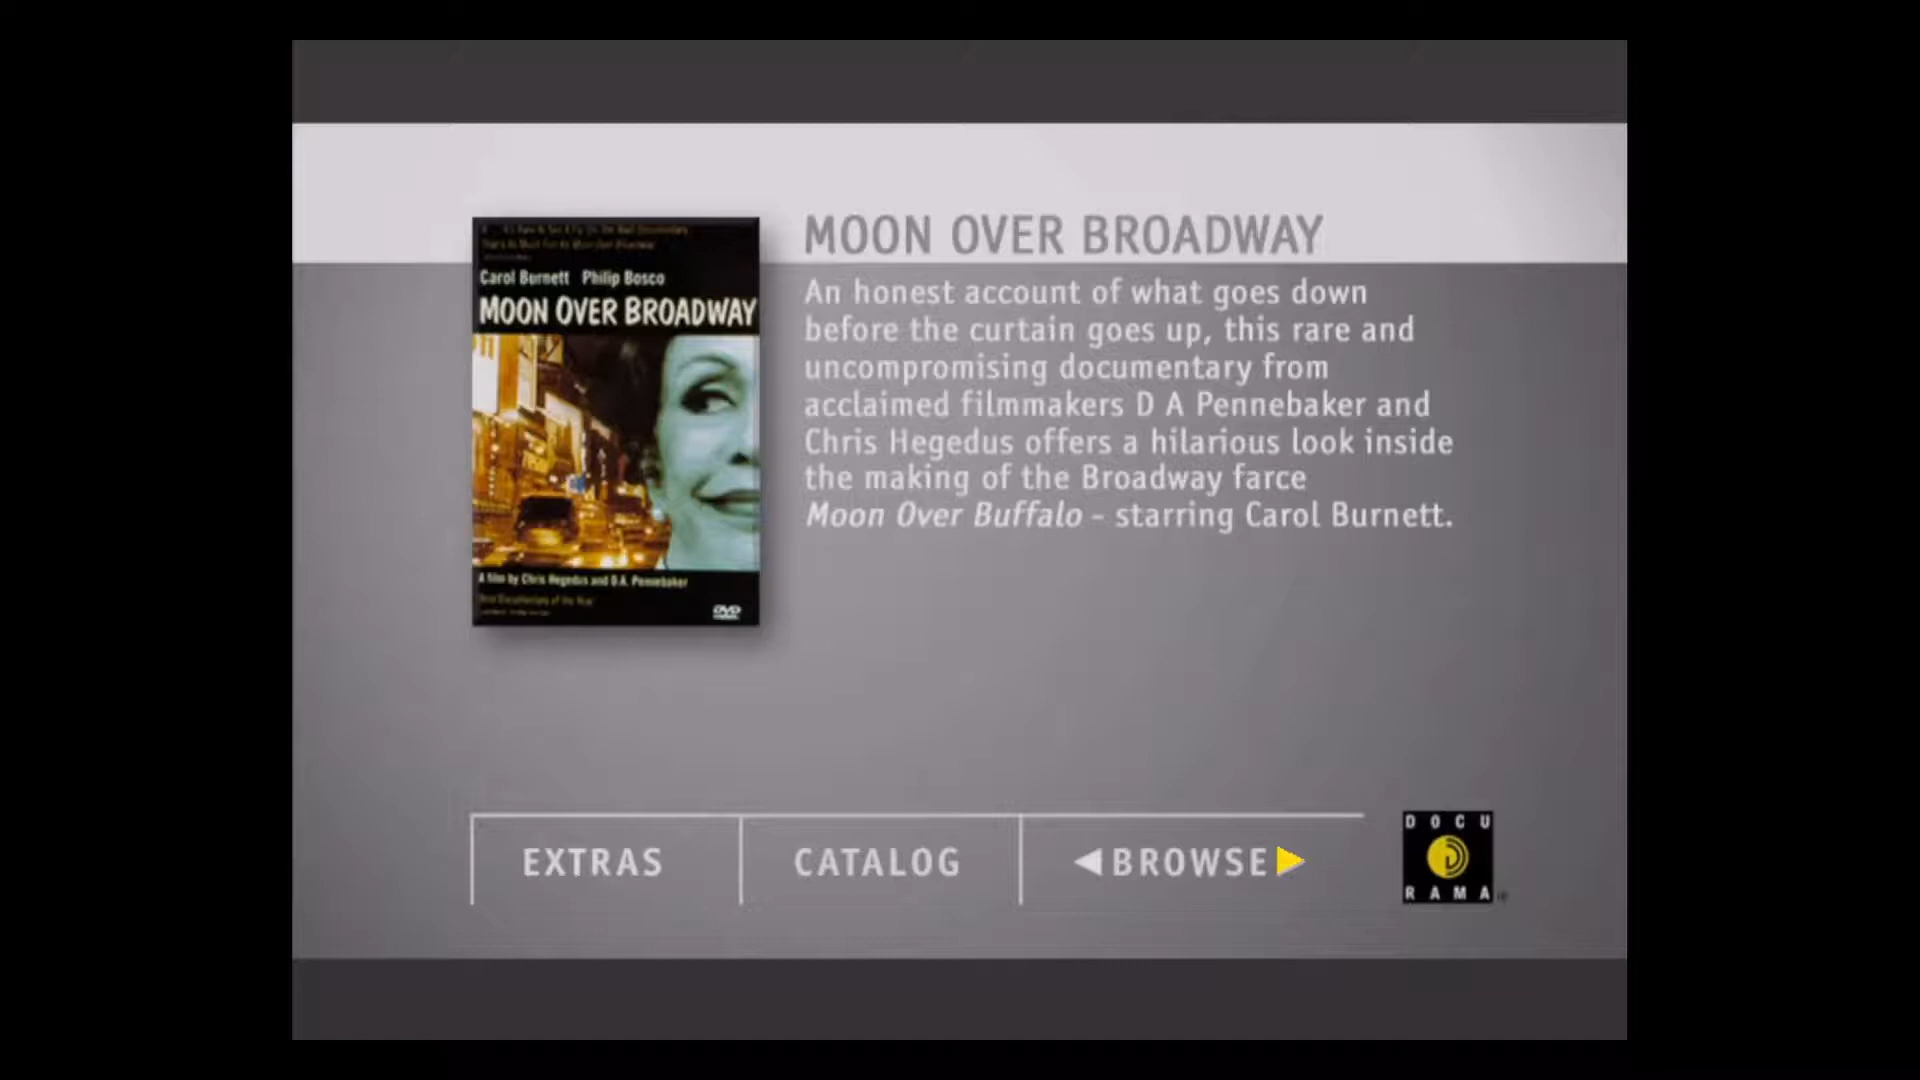 MOON OVER BROADWAY
An honest account of what goes down
before the curtain goes up, this rare and
uncompromising documentary from
acclaimed filmmakers D A Pennebaker and
Chris Hegedus offers a hilarious look inside
the making of the Broadway farce
Moon Over Buffalo - starring Carol Burnett.
Carol Burnett Philip Bosco
MOON OVER BROADWAY
A film by Chris Hegedus and D.A. Pennebaker
DVD
EXTRAS
CATALOG
BROWSE
DOCU
RAMA